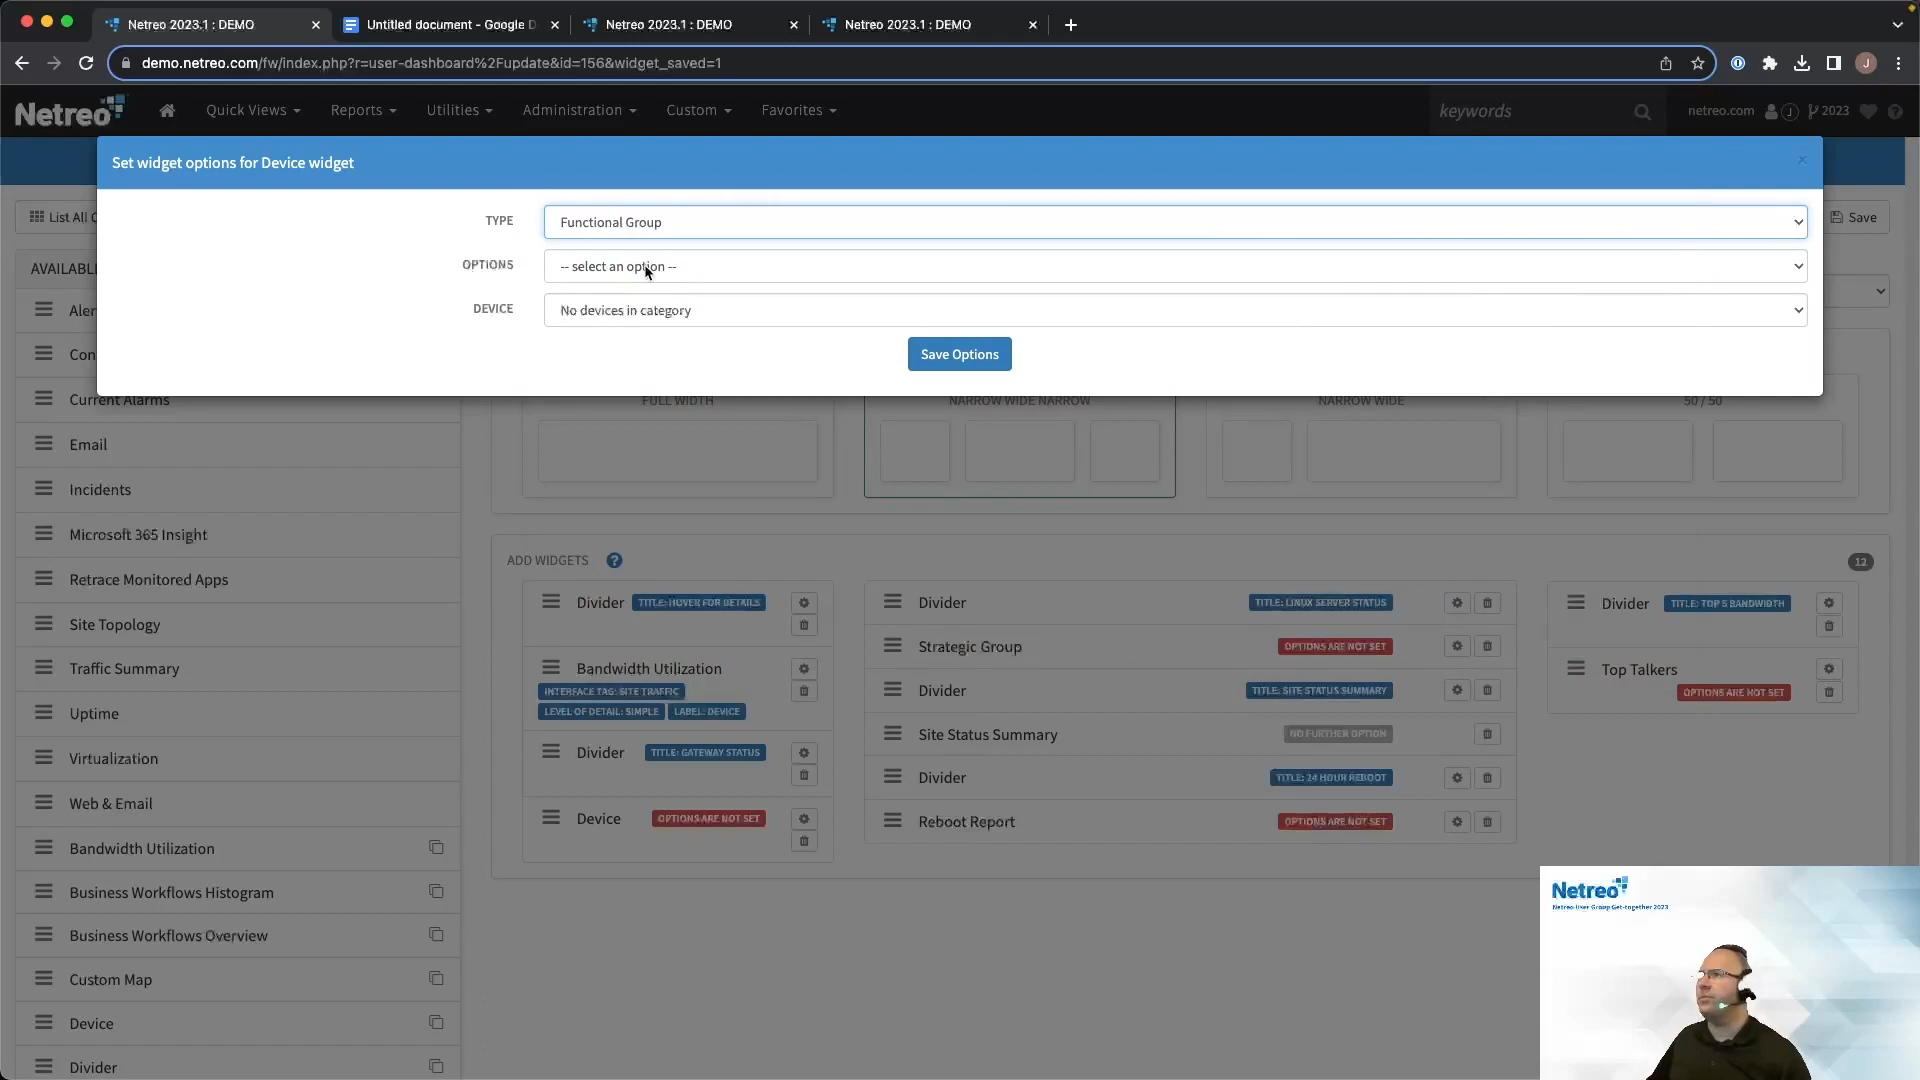 Netreo 2023.1 : DEMO
Untitled document - Google D
Netreo 2023.1 : DEMO
Netreo 2023.1 : DEMO
demo.netreo.com/fw/index.php?r=user-dashboard%2Fupdate&id=156&widget_saved=1
J
Netreo
Quick Views
Reports
Utilities
Administration
Custom
Favorites
keywords
netreo.com
J
2023
Set widget options for Device widget
TYPE
Functional Group
OPTIONS
-- select an option --
DEVICE
No devices in category
Save Options
List All
Save
AVAILABL
Aler
Con
Current Alarms
Email
Incidents
Microsoft 365 Insight
Retrace Monitored Apps
Site Topology
Traffic Summary
Uptime
Virtualization
Web & Email
Bandwidth Utilization
Business Workflows Histogram
Business Workflows Overview
Custom Map
Device
Divider
FULL WIDTH
NARROW WIDE NARROW
NARROW WIDE
50 / 50
ADD WIDGETS
12
Divider TITLE: HOVER FOR DETAILS
Bandwidth Utilization
INTERFACE TAG: SITE TRAFFIC
LEVEL OF DETAIL: SIMPLE LABEL: DEVICE
Divider TITLE: GATEWAY STATUS
Device OPTIONS ARE NOT SET
Divider TITLE: LINUX SERVER STATUS
Strategic Group OPTIONS ARE NOT SET
Divider TITLE: SITE STATUS SUMMARY
Site Status Summary NO FURTHER OPTION
Divider TITLE: 24 HOUR REBOOT
Reboot Report OPTIONS ARE NOT SET
Divider TITLE: TOP 5 BANDWIDTH
Top Talkers
OPTIONS ARE NOT SET
Netreo
Netreo User Group Get-together 2023